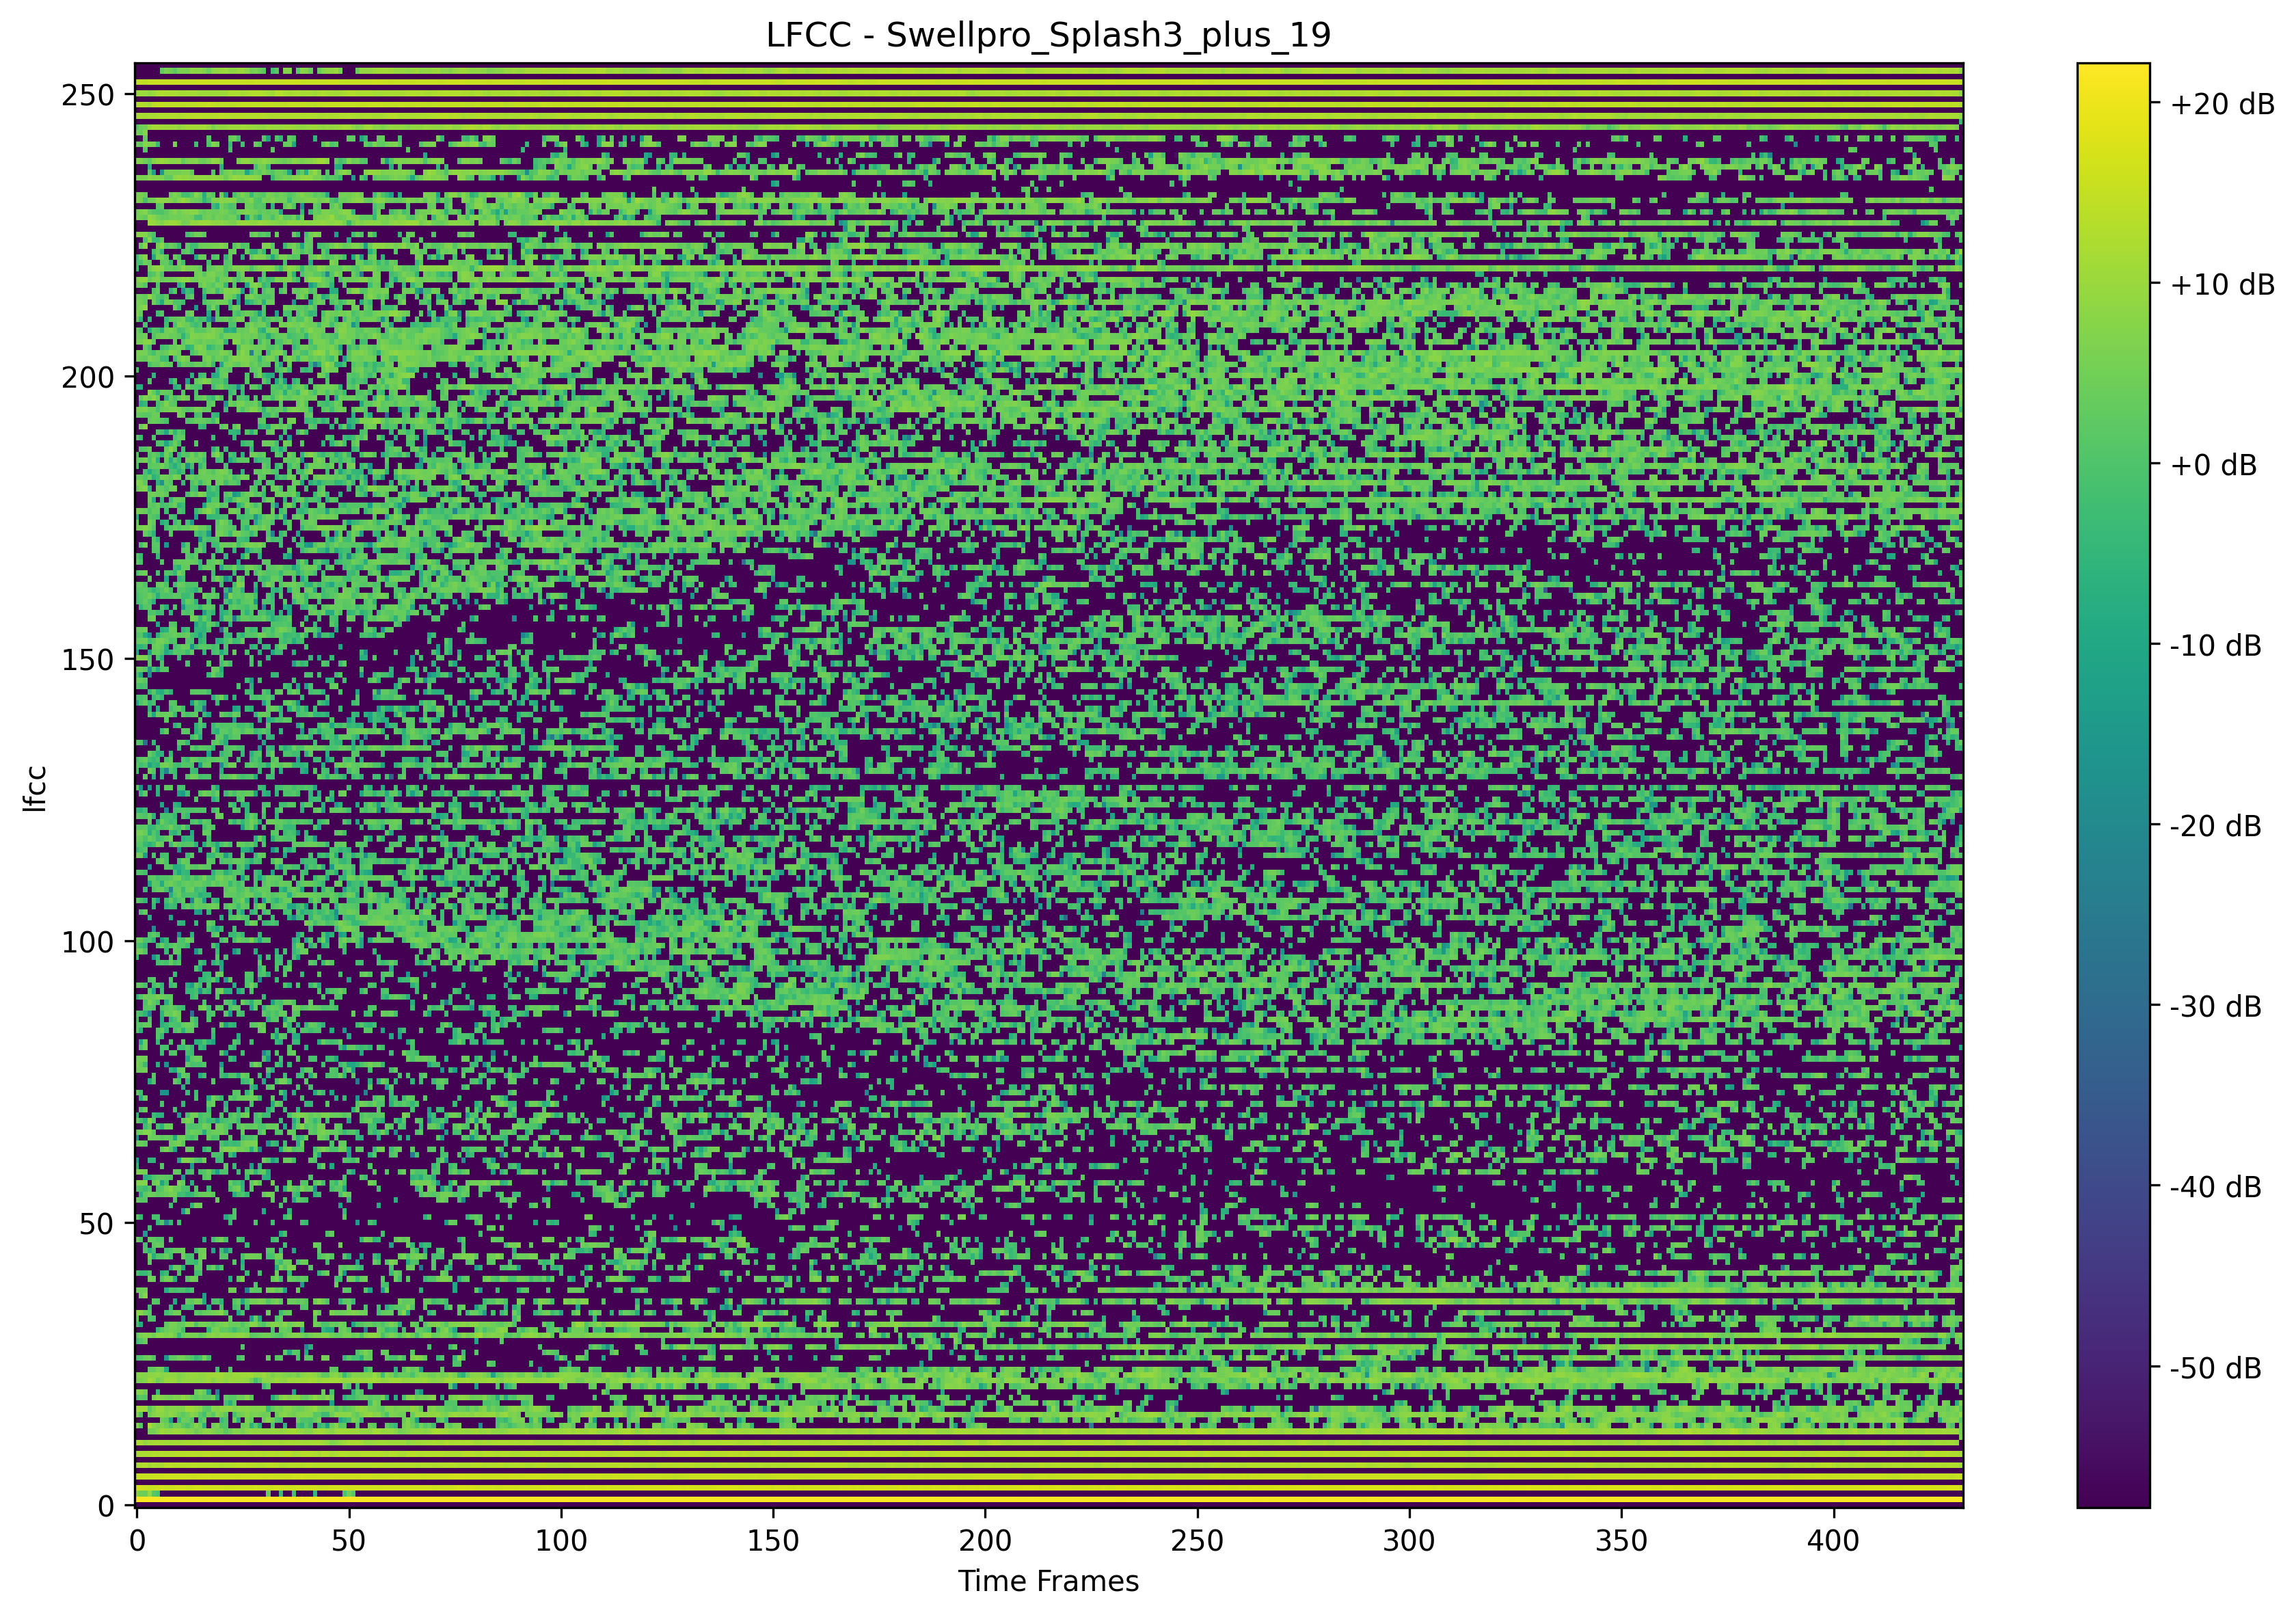 LFCC - Swellpro_Splash3_plus_19
lfcc
250
200
150
100
50
0
0 50 100 150 200 250 300 350 400
Time Frames
+20 dB
+10 dB
+0 dB
-10 dB
-20 dB
-30 dB
-40 dB
-50 dB